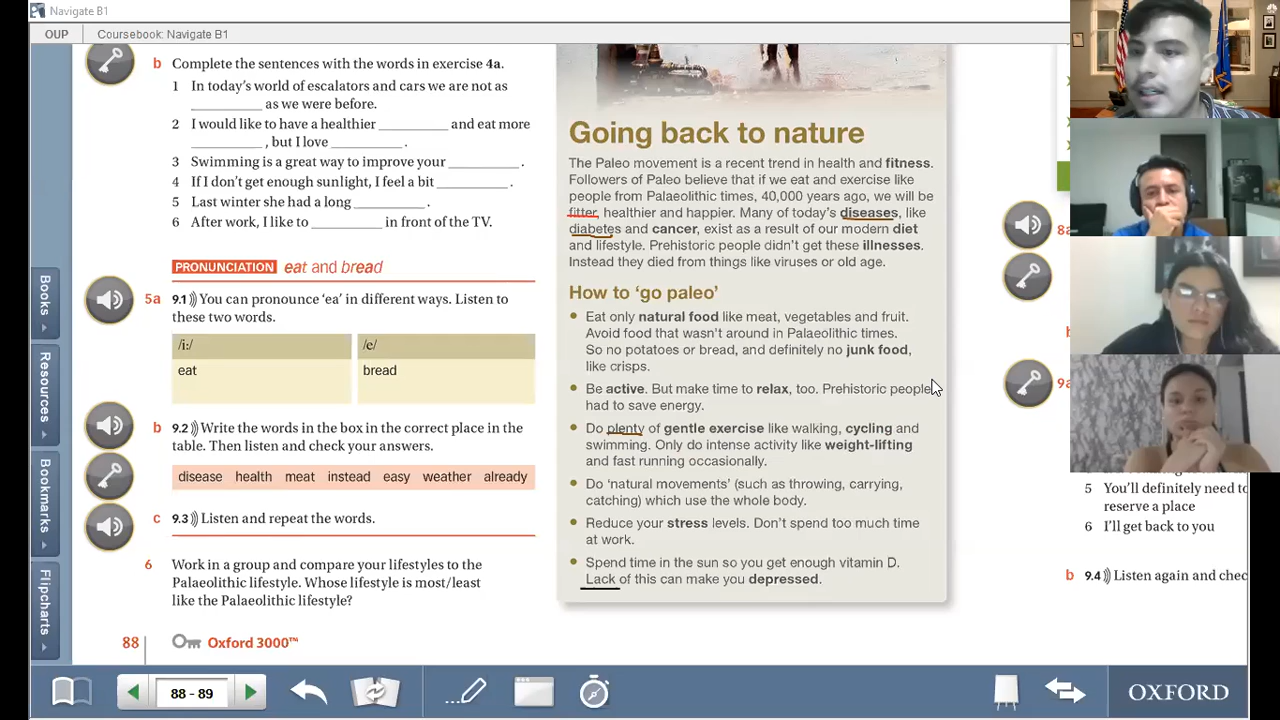 Navigate B1
OUP
Coursebook: Navigate B1
b Complete the sentences with the words in exercise 4a.
1 In today's world of escalators and cars we are not as
________ as we were before.
2 I would like to have a healthier ________ and eat more
________ , but I love ________ .
3 Swimming is a great way to improve your ________ .
4 If I don't get enough sunlight, I feel a bit ________ .
5 Last winter she had a long ________ .
6 After work, I like to ________ in front of the TV.
PRONUNCIATION eat and bread
5a 9.1 You can pronounce 'ea' in different ways. Listen to
these two words.
/iː/ /e/
eat bread
b 9.2 Write the words in the box in the correct place in the
table. Then listen and check your answers.
disease health meat instead easy weather already
c 9.3 Listen and repeat the words.
6 Work in a group and compare your lifestyles to the
Palaeolithic lifestyle. Whose lifestyle is most/least
like the Palaeolithic lifestyle?
88 Oxford 3000™
Going back to nature
The Paleo movement is a recent trend in health and fitness.
Followers of Paleo believe that if we eat and exercise like
people from Palaeolithic times, 40,000 years ago, we will be
fitter, healthier and happier. Many of today's diseases, like
diabetes and cancer, exist as a result of our modern diet
and lifestyle. Prehistoric people didn't get these illnesses.
Instead they died from things like viruses or old age.
How to 'go paleo'
• Eat only natural food like meat, vegetables and fruit.
Avoid food that wasn't around in Palaeolithic times.
So no potatoes or bread, and definitely no junk food,
like crisps.
• Be active. But make time to relax, too. Prehistoric people
had to save energy.
• Do plenty of gentle exercise like walking, cycling and
swimming. Only do intense activity like weight-lifting
and fast running occasionally.
• Do 'natural movements' (such as throwing, carrying,
catching) which use the whole body.
• Reduce your stress levels. Don't spend too much time
at work.
• Spend time in the sun so you get enough vitamin D.
Lack of this can make you depressed.
8a
b
9a
5 You'll definitely need to
reserve a place
6 I'll get back to you
b 9.4 Listen again and chec
Books
Resources
Bookmarks
Flipcharts
88 - 89
OXFORD